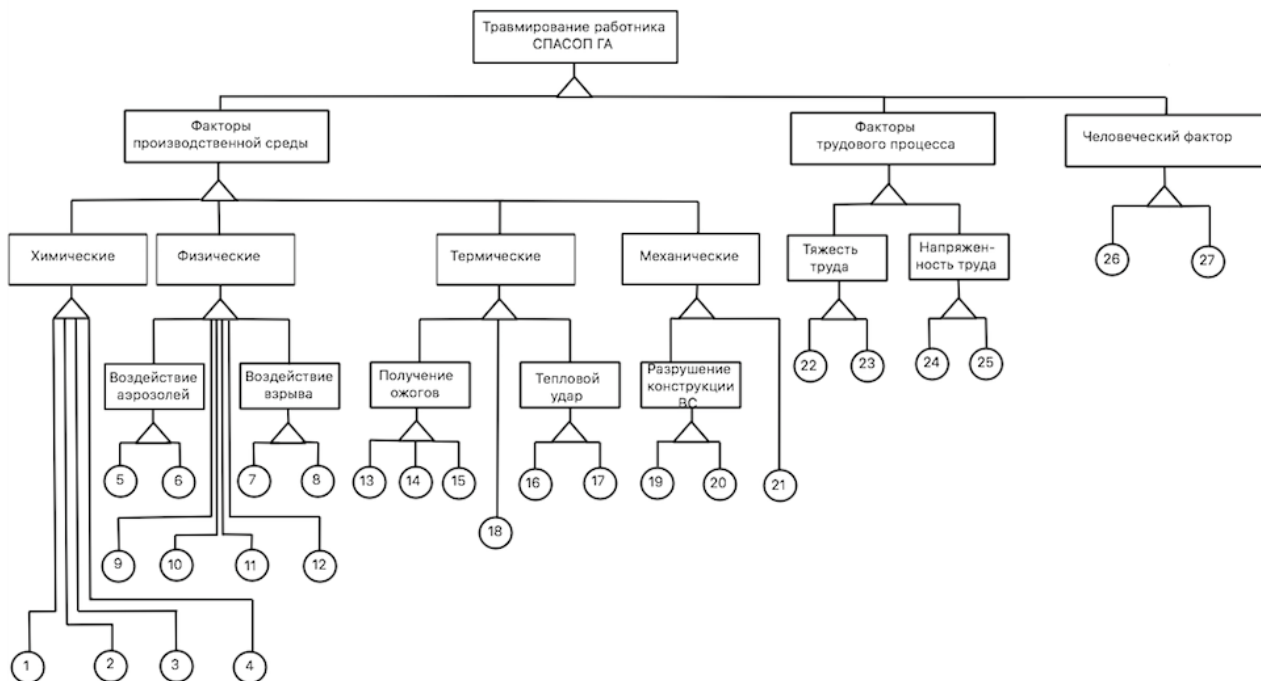 Травмирование работника
СПАСОП ГА
Факторы
производственной среды
Факторы
трудового процесса
Человеческий фактор
Химические
Физические
Термические
Механические
Тяжесть
труда
Напряжен-
ность труда
26
27
22
23
24
25
Воздействие
аэрозолей
Воздействие
взрыва
Получение
ожогов
Тепловой
удар
Разрушение
конструкции
ВС
5
6
7
8
13
14
15
16
17
19
20
21
18
9
10
11
12
1
2
3
4